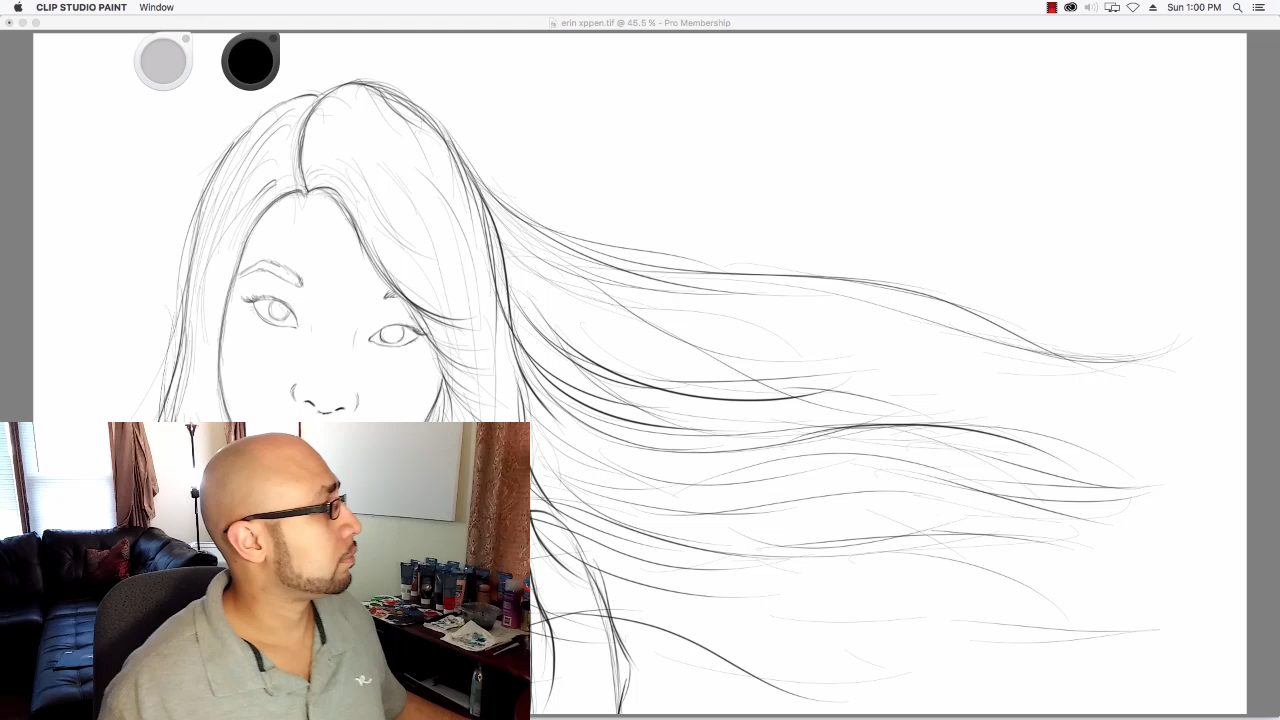 CLIP STUDIO PAINT Window Sun 1:00 PM
erin xppen.tif @ 45.5 % - Pro Membership